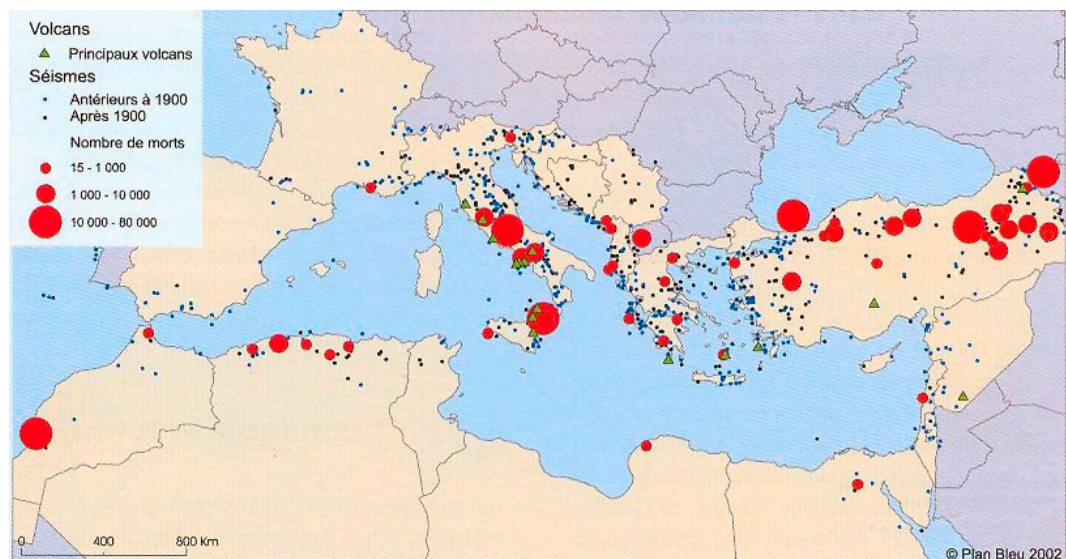 Volcans
Principaux volcans
Séismes
Antérieurs à 1900
Après 1900
Nombre de morts
15 - 1 000
1 000 - 10 000
10 000 - 80 000
0 400 800 Km
© Plan Bleu 2002